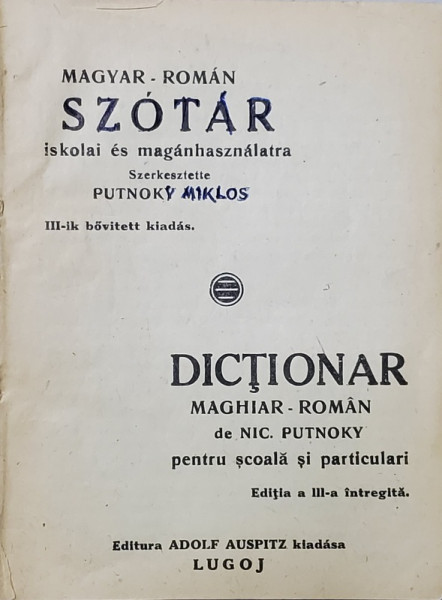 MAGYAR - ROMÁN
SZÓTÁR
iskolai és magánhasználatra
Szerkesztette
PUTNOKY MIKLOS
III-ik bővitett kiadás.
DICŢIONAR
MAGHIAR - ROMÂN
de NIC. PUTNOKY
pentru şcoală şi particulari
Ediţia a III-a întregită.
Editura ADOLF AUSPITZ kiadása
LUGOJ